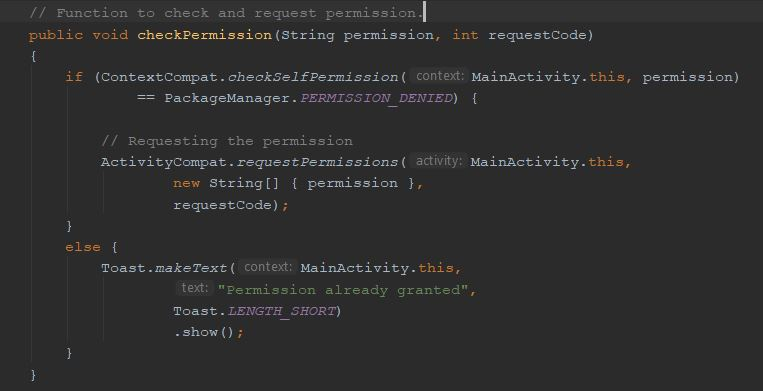 // Function to check and request permission.
public void checkPermission(String permission, int requestCode)
{
if (ContextCompat.checkSelfPermission( context: MainActivity.this, permission)
== PackageManager.PERMISSION_DENIED) {
// Requesting the permission
ActivityCompat.requestPermissions( activity: MainActivity.this,
new String[] { permission },
requestCode);
}
else {
Toast.makeText( context: MainActivity.this,
text: "Permission already granted",
Toast.LENGTH_SHORT)
.show();
}
}